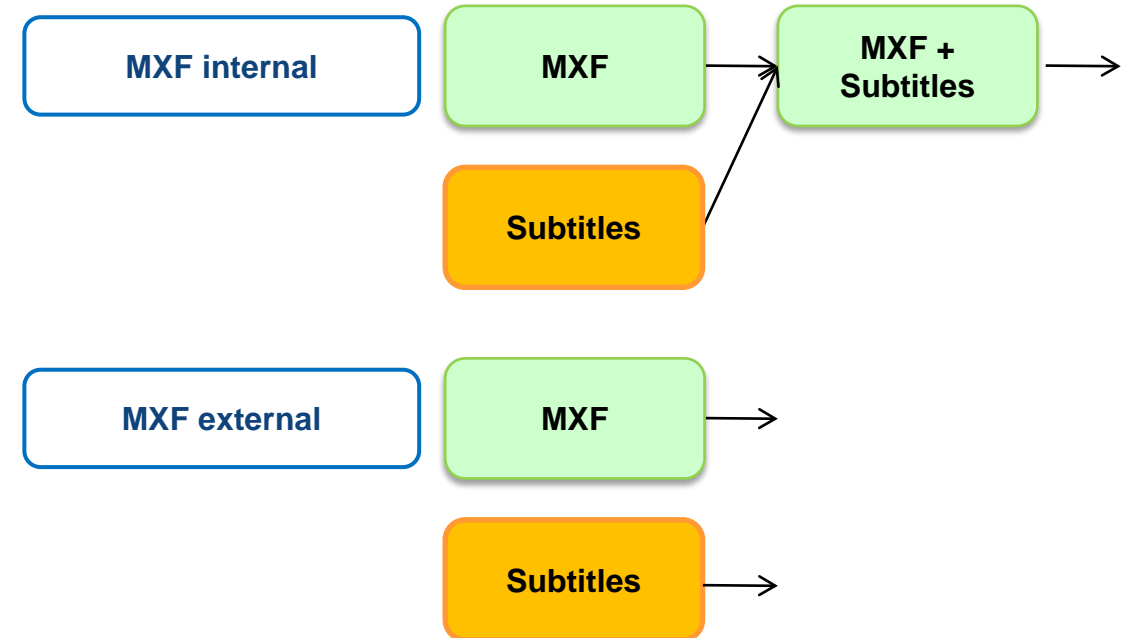 MXF internal
MXF
MXF +
Subtitles
Subtitles
MXF external
MXF
Subtitles